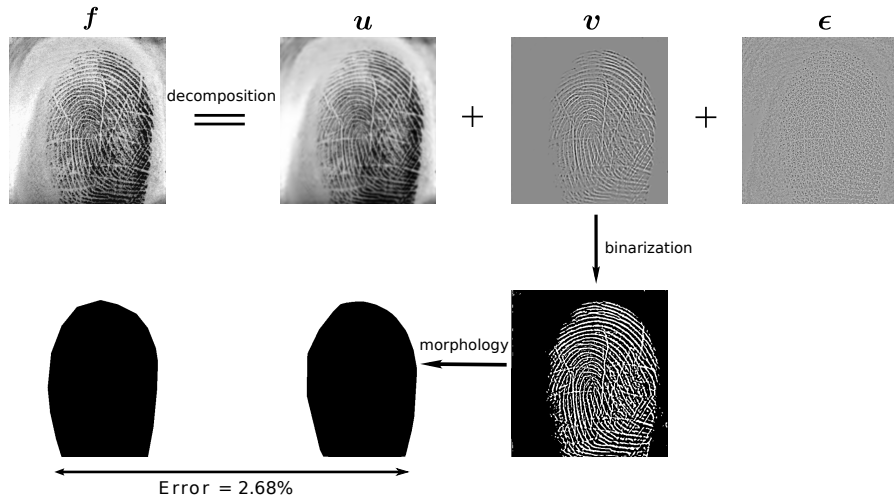 f u v ϵ
decomposition
= + +
binarization
morphology
Error = 2.68%